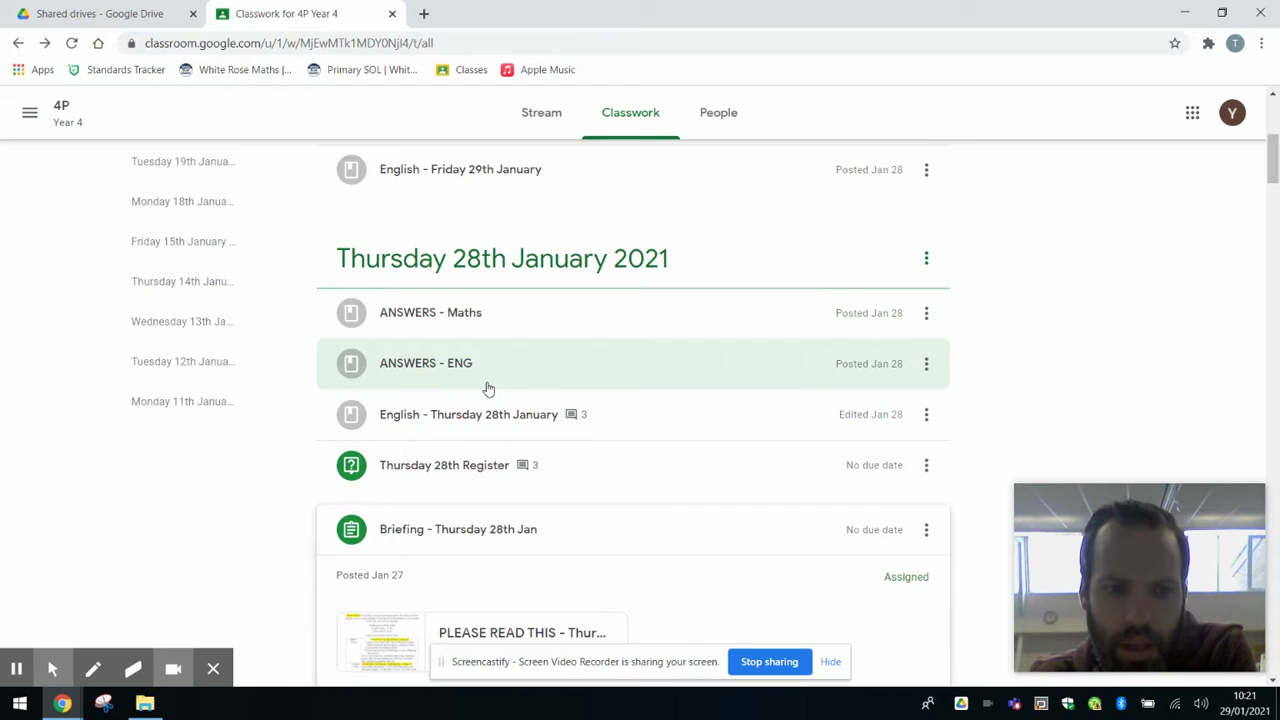 Shared drives - Google Drive
Classwork for 4P Year 4
classroom.google.com/u/1/w/MjEwMTk1MDY0NjI4/t/all
Apps
Standards Tracker
White Rose Maths |...
Primary SOL | Whit...
Classes
Apple Music
4P
Year 4
Stream
Classwork
People
Y
T
Tuesday 19th Janua...
Monday 18th Janua...
Friday 15th January ...
Thursday 14th Janu...
Wednesday 13th Ja...
Tuesday 12th Janua...
Monday 11th Janua...
English - Friday 29th January
Posted Jan 28
Thursday 28th January 2021
ANSWERS - Maths
Posted Jan 28
ANSWERS - ENG
Posted Jan 28
English - Thursday 28th January 3
Edited Jan 28
Thursday 28th Register 3
No due date
Briefing - Thursday 28th Jan
No due date
Posted Jan 27
Assigned
PLEASE READ THIS - Thur...
Screencastify - Screen Video Recorder is sharing your screen.
Stop sharing
Hide
10:21
29/01/2021